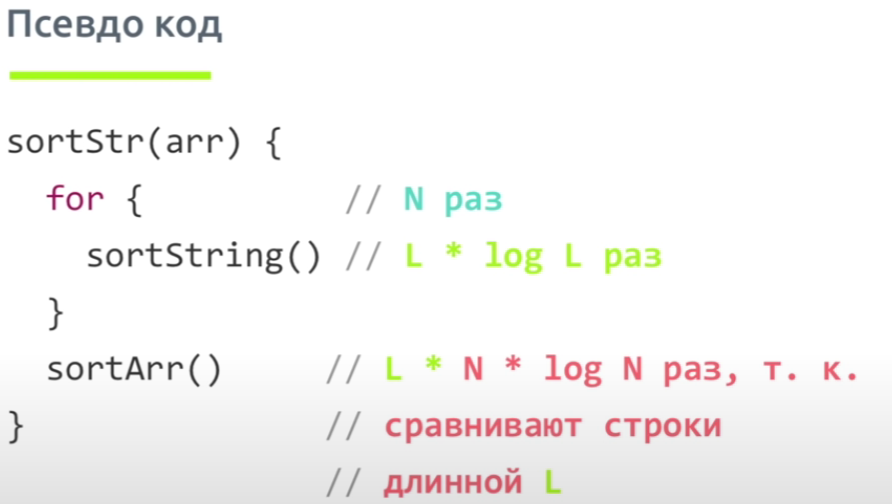 Псевдо код
sortStr(arr) {
for { // N раз
sortString() // L * log L раз
}
sortArr() // L * N * log N раз, т. к.
} // сравнивают строки
// длинной L